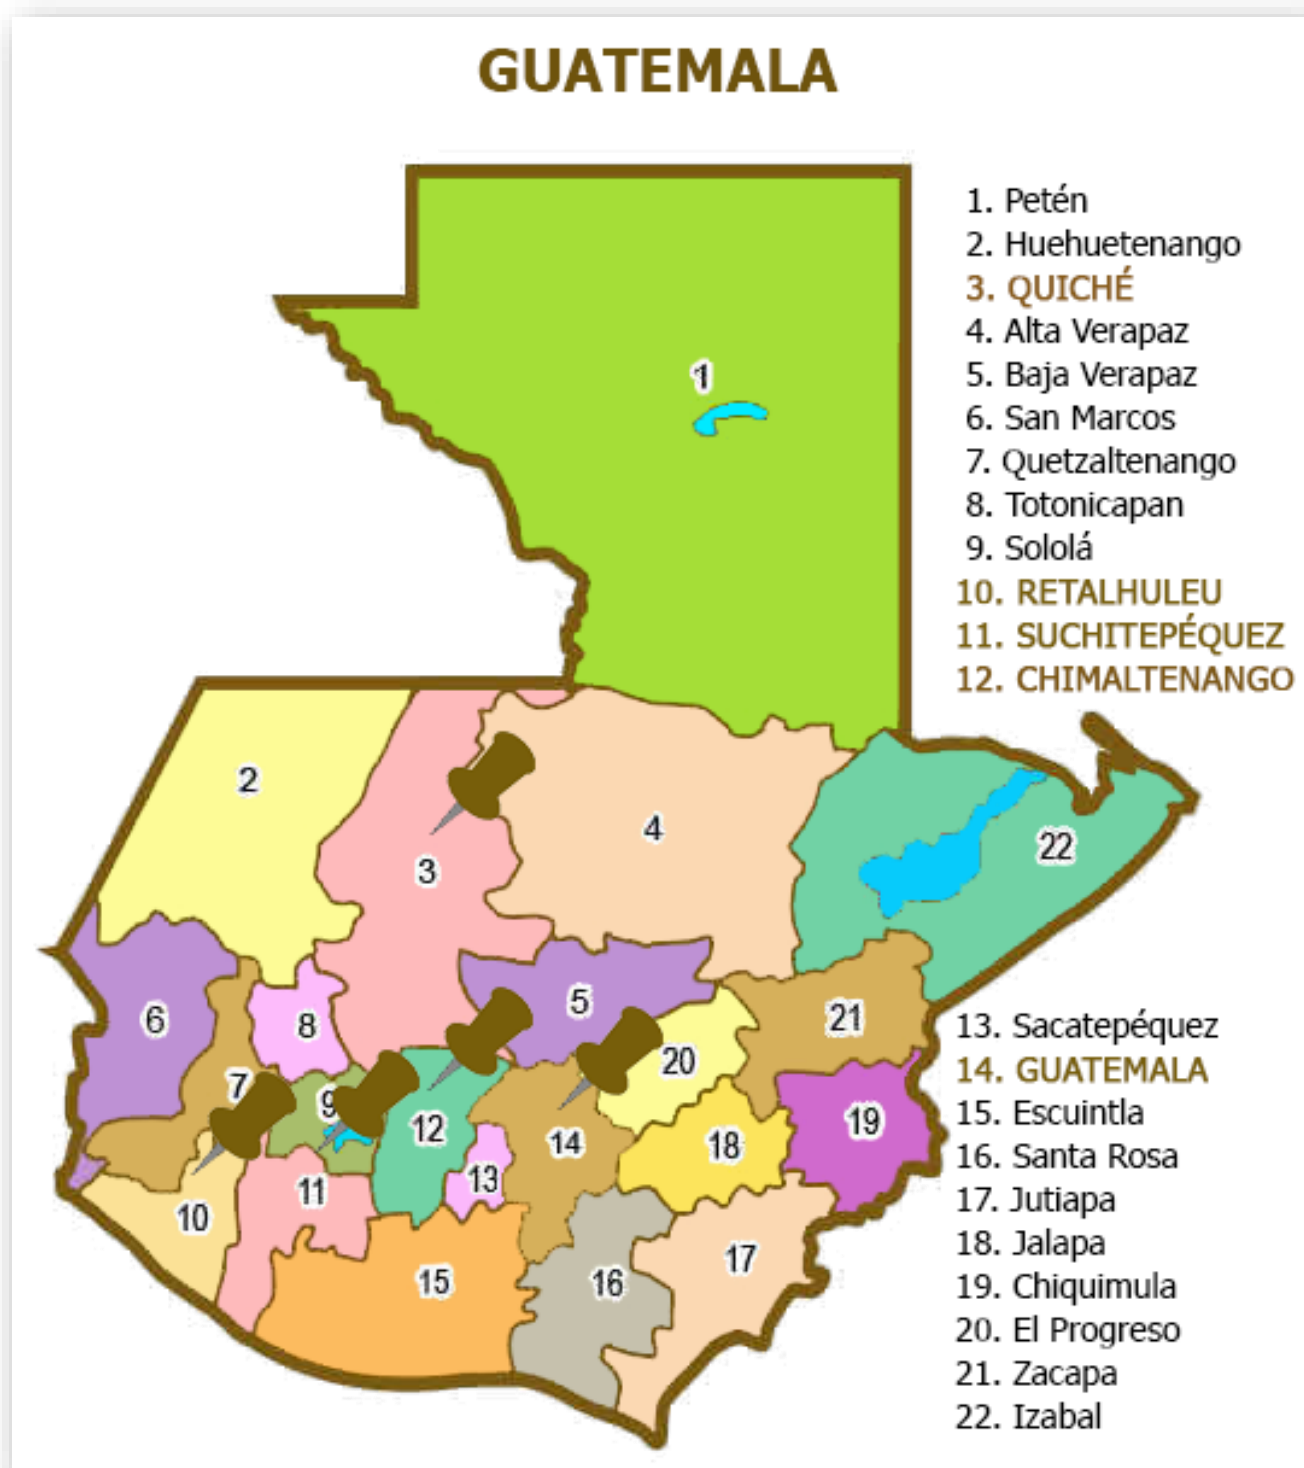 GUATEMALA
1. Petén
2. Huehuetenango
3. QUICHÉ
4. Alta Verapaz
5. Baja Verapaz
6. San Marcos
7. Quetzaltenango
8. Totonicapan
9. Sololá
10. RETALHULEU
11. SUCHITEPÉQUEZ
12. CHIMALTENANGO
13. Sacatepéquez
14. GUATEMALA
15. Escuintla
16. Santa Rosa
17. Jutiapa
18. Jalapa
19. Chiquimula
20. El Progreso
21. Zacapa
22. Izabal
1
2
3
4
22
5
6
8
21
7
9
20
12
14
18
19
13
11
10
15
16
17